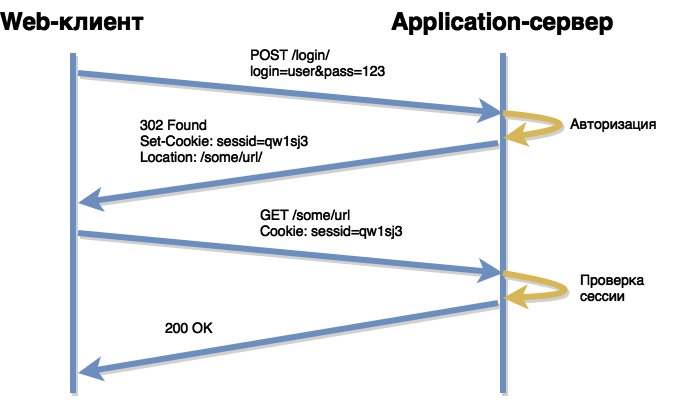 Web-клиент
Application-сервер
POST /login/
login=user&pass=123
Авторизация
302 Found
Set-Cookie: sessid=qw1sj3
Location: /some/url/
GET /some/url
Cookie: sessid=qw1sj3
Проверка
сессии
200 OK